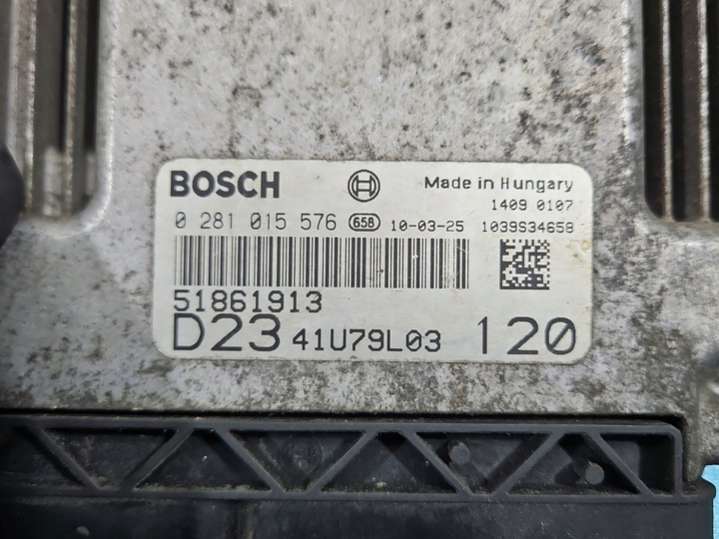 BOSCH Made in Hungary
1409 0107
0 281 015 576 658 10-03-25 1039S34658
51861913
D23 41U79L03 120